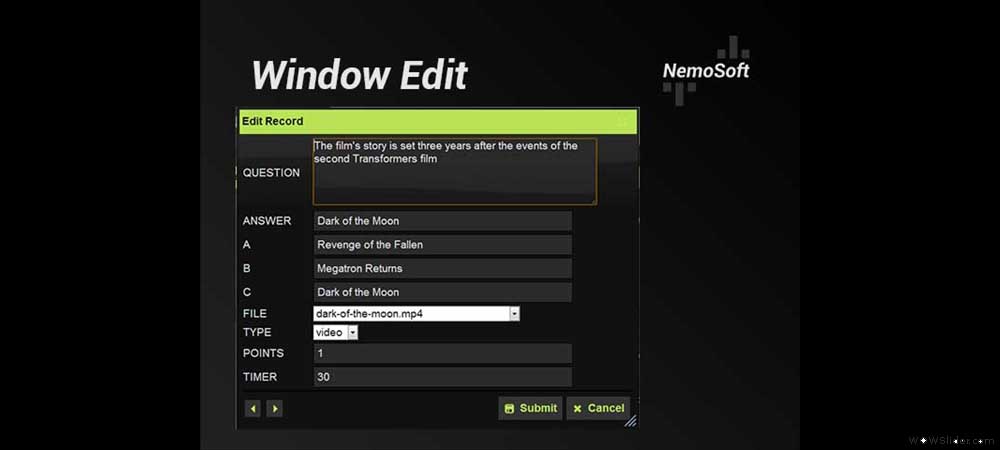 Window Edit
NemoSoft
Edit Record
QUESTION
The film's story is set three years after the events of the
second Transformers film
ANSWER
Dark of the Moon
A
Revenge of the Fallen
B
Megatron Returns
C
Dark of the Moon
FILE
dark-of-the-moon.mp4
TYPE
video
POINTS
1
TIMER
30
Submit
Cancel
WOWSlider.com